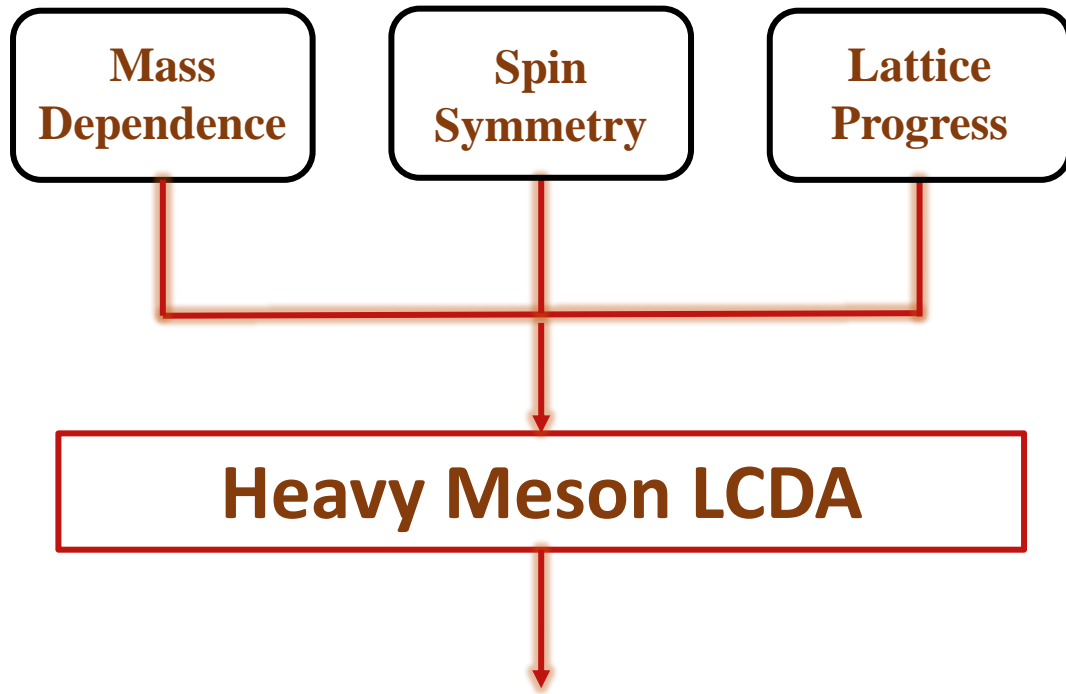 Mass
Dependence
Spin
Symmetry
Lattice
Progress
Heavy Meson LCDA